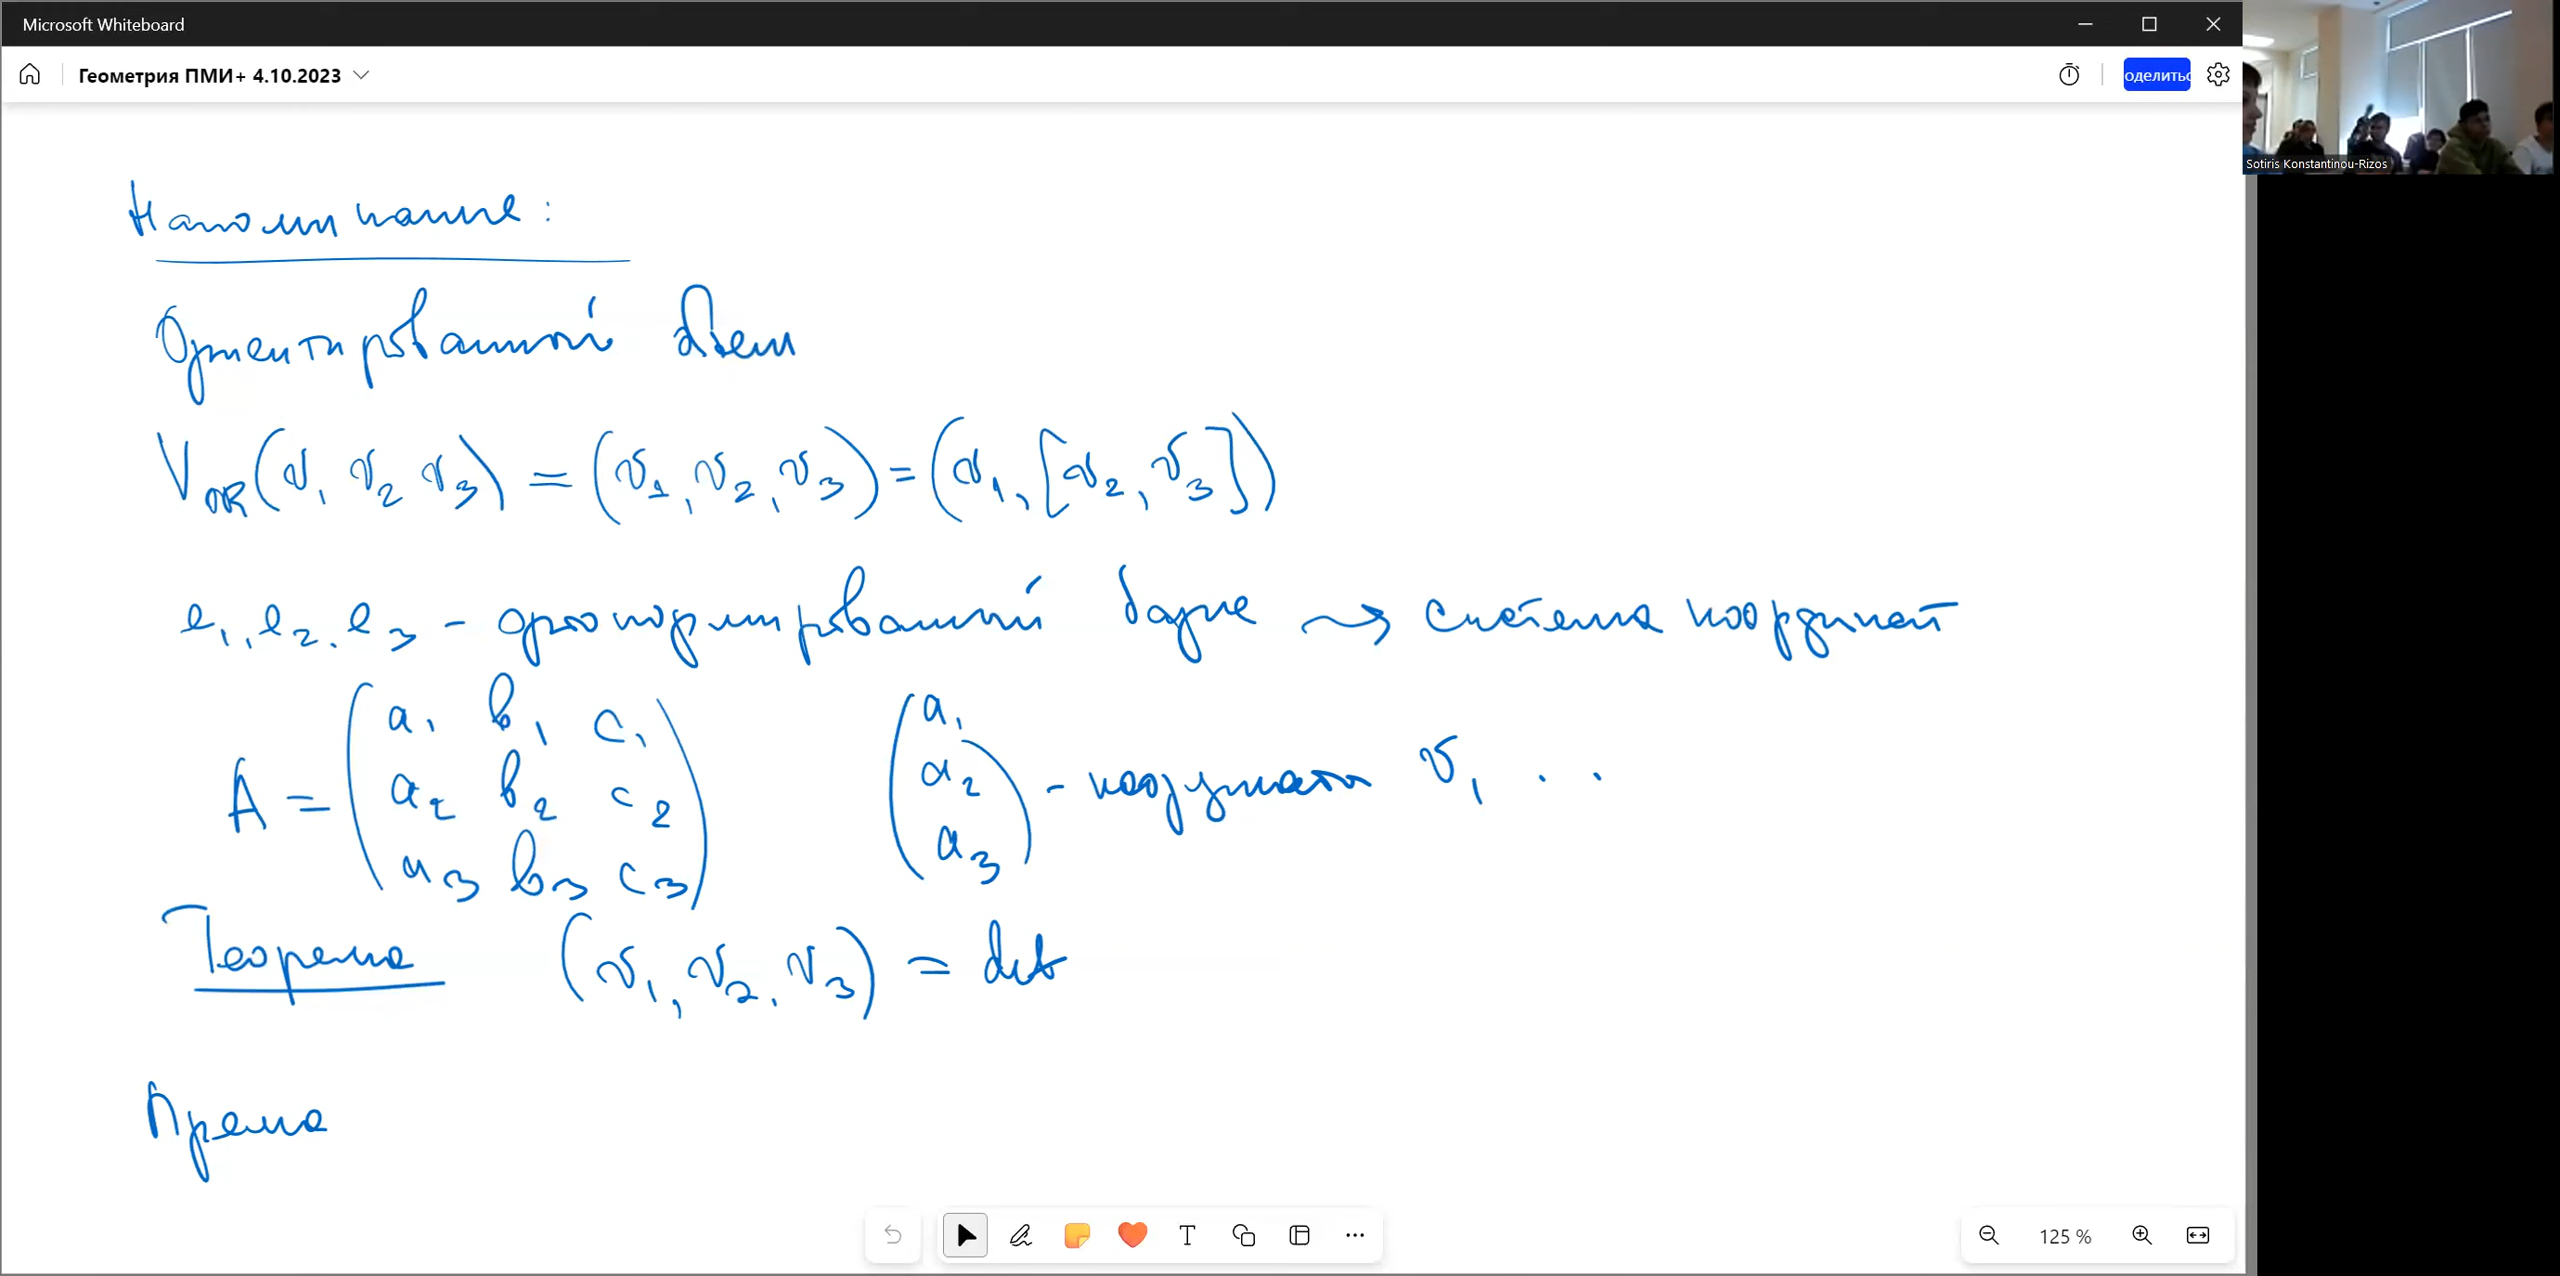 Microsoft Whiteboard
Геометрия ПМИ+ 4.10.2023
оделитьс
Sotiris Konstantinou-Rizos
Напоминание:
Ориентированный объем
V_OR(v₁ v₂ v₃) = (v₁, v₂, v₃) = (v₁, [v₂, v₃])
e₁, e₂, e₃ - ортонормированный базис ⇝ система координат
A = (a₁ b₁ c₁
a₂ b₂ c₂
a₃ b₃ c₃)
(a₁
a₂
a₃) - координаты v₁ . .
Теорема (v₁, v₂, v₃) = det
Пряма
125 %